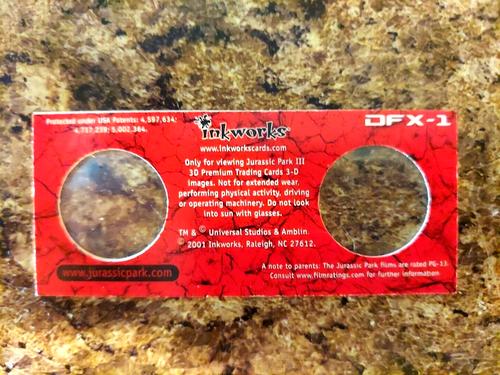 Protected under USA Patents: 4,597,634;
4,717,239; 5,002,364.
inkworks
DFX-1
www.inkworkscards.com
Only for viewing Jurassic Park III
3D Premium Trading Cards 3-D
images. Not for extended wear,
performing physical activity, driving
or operating machinery. Do not look
into sun with glasses.
TM & © Universal Studios & Amblin.
© 2001 Inkworks, Raleigh, NC 27612.
www.jurassicpark.com
A note to parents: The Jurassic Park films are rated PG-13.
Consult www.filmratings.com for further information